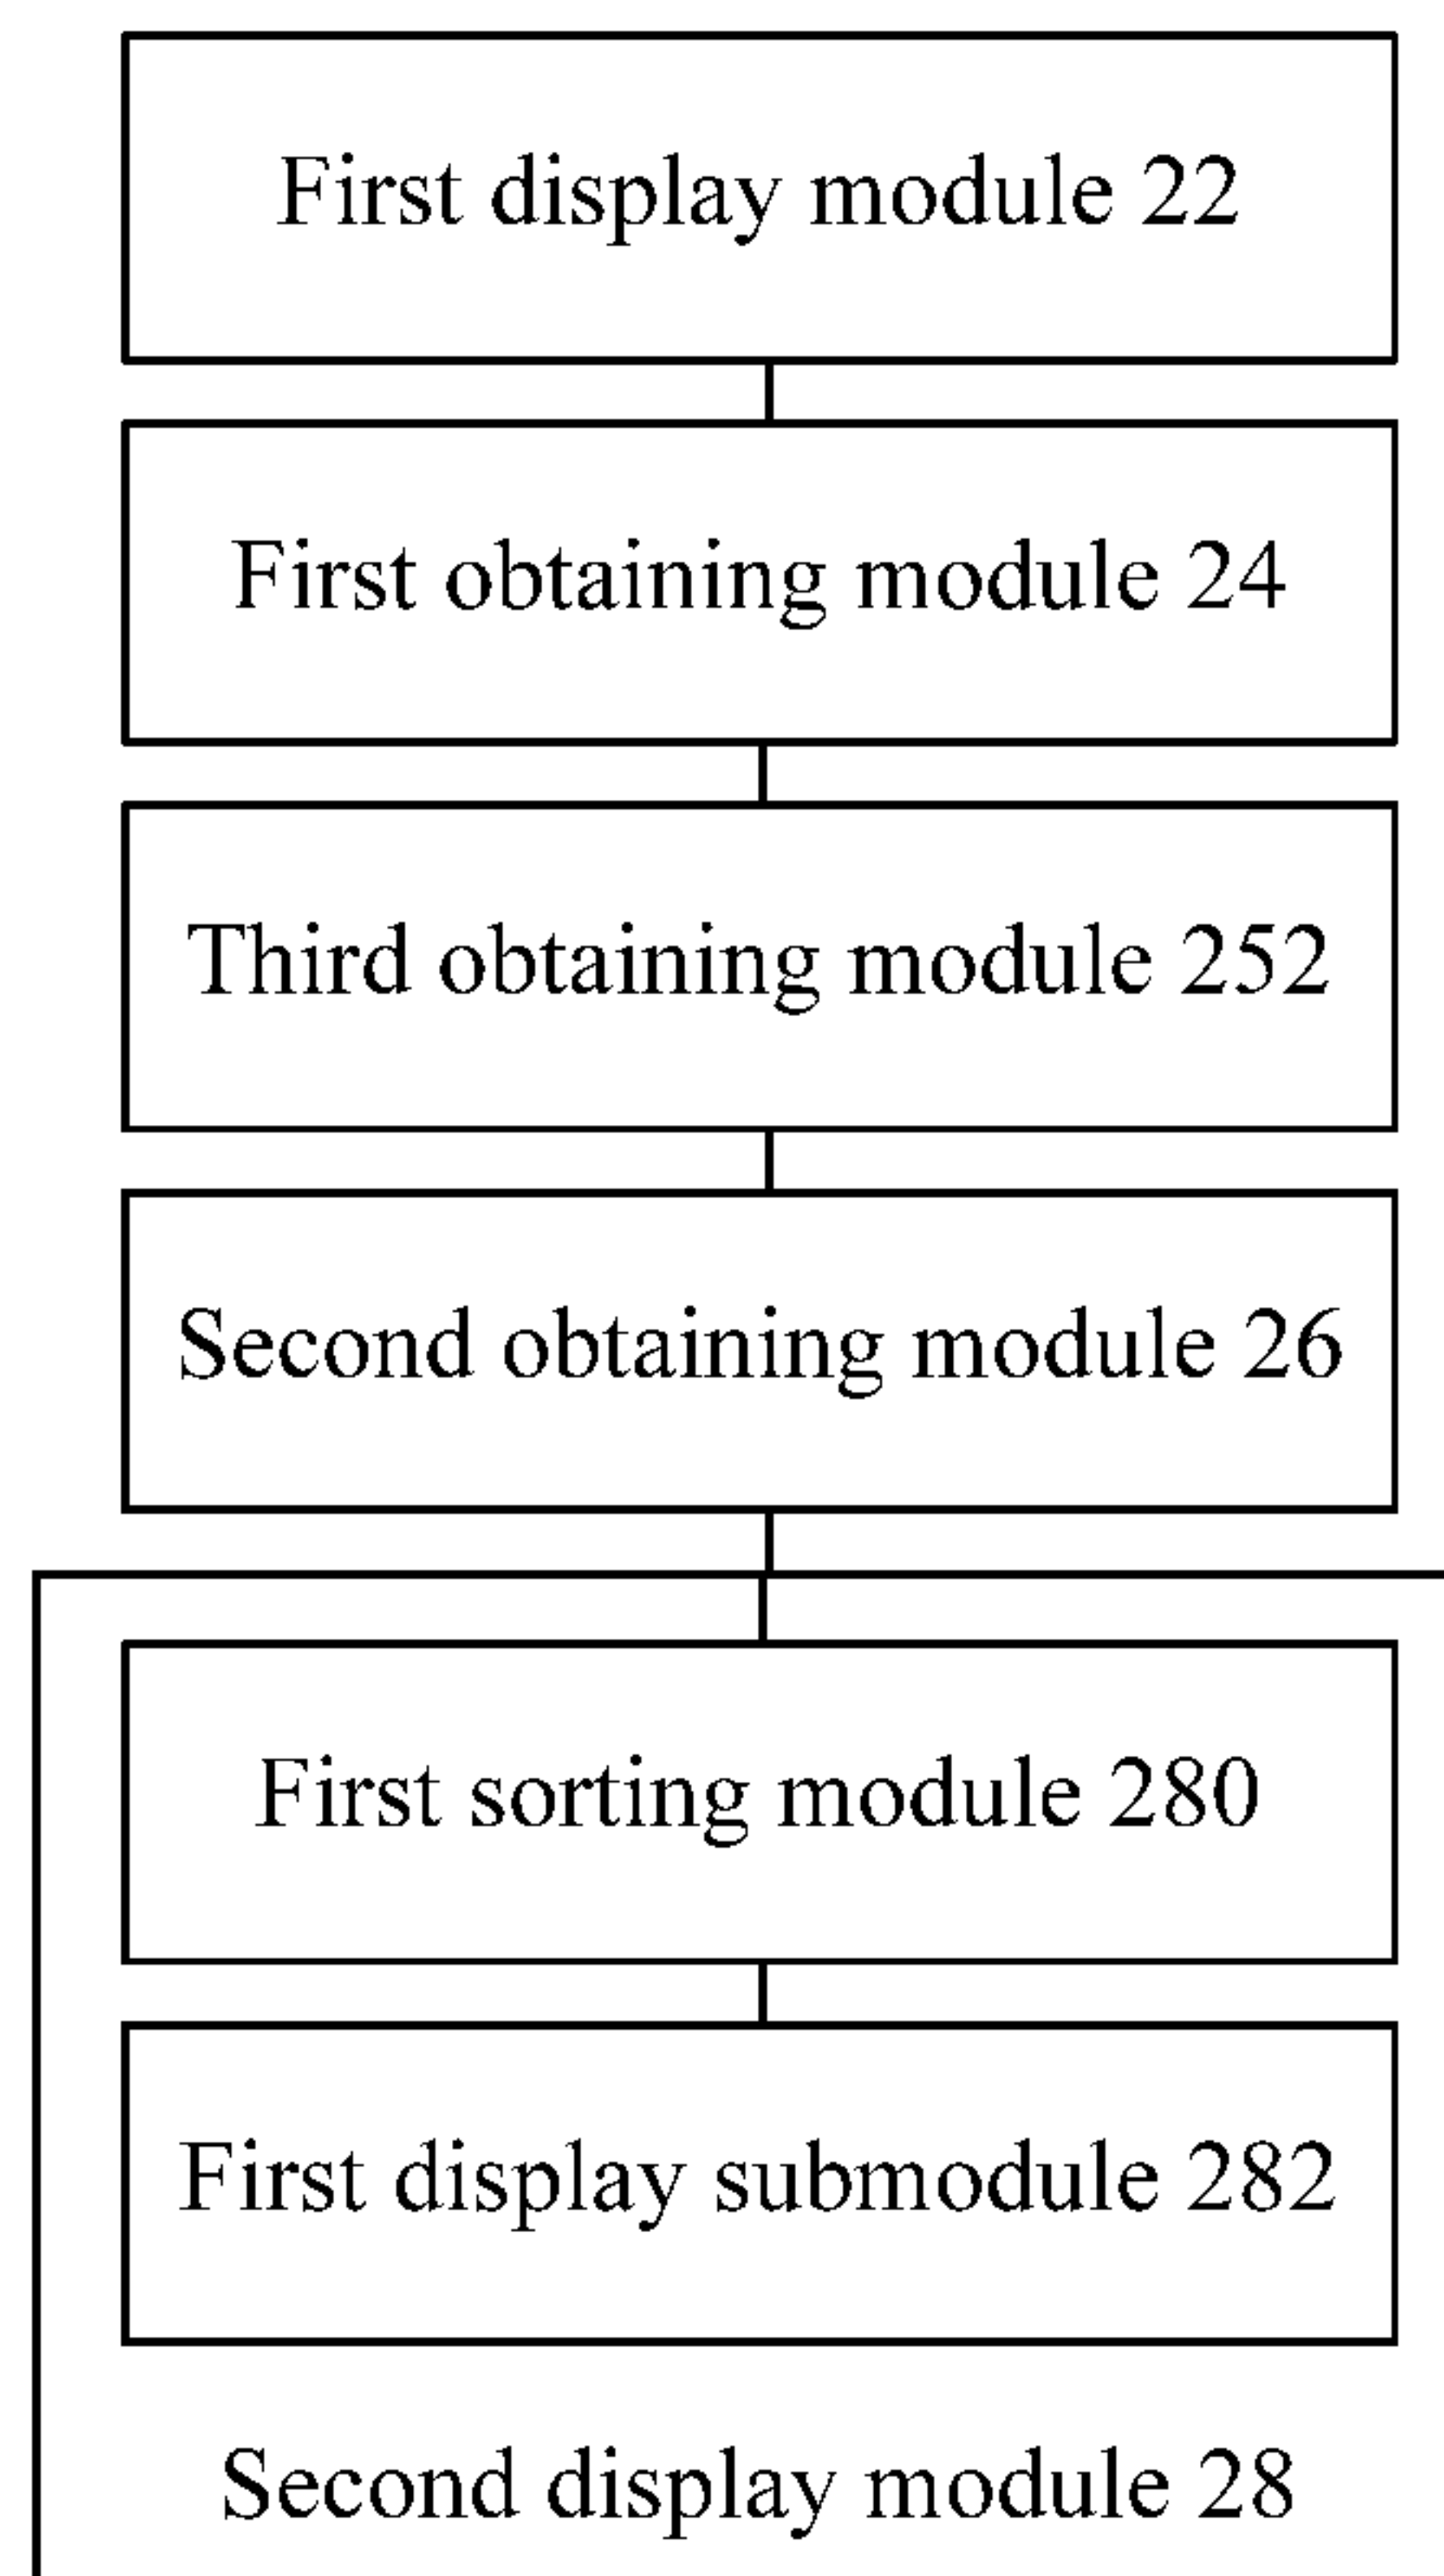 First display module 22
First obtaining module 24
Third obtaining module 252
Second obtaining module 26
First sorting module 280
First display submodule 282
Second display module 28